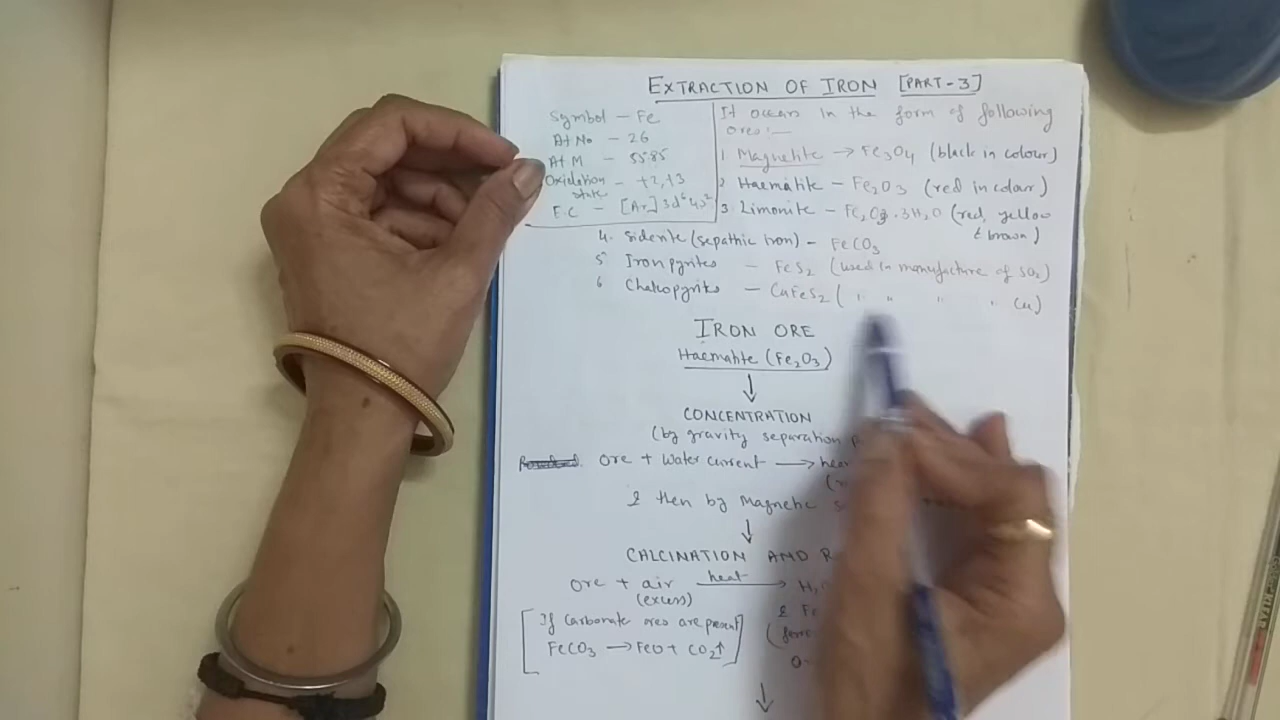 EXTRACTION OF IRON [PART-3]
Symbol – Fe
At No – 26
At M – 55.85
Oxidation state – +2,+3
E.C – [Ar] 3d⁶ 4s²
It occurs in the form of following
ores:—
1 Magnetite → Fe₃O₄ (black in colour)
2 Haematite – Fe₂O₃ (red in colour)
3 Limonite – Fe₂O₃.3H₂O (red, yellow
& brown)
4. Siderite (sepathic iron) – FeCO₃
5 Iron pyrites – FeS₂ (used in manufacture of SO₂)
6 Chalcopyrites – CuFeS₂ ( " " " " Cu)
IRON ORE
Haematite (Fe₂O₃)
↓
CONCENTRATION
(by gravity separation
Ore + water current →
& then by Magnetic
↓
CALCINATION AND
Ore + air heat →
(excess)
& Fe
[If Carbonate ores are present
FeCO₃ → FeO + CO₂↑]
↓